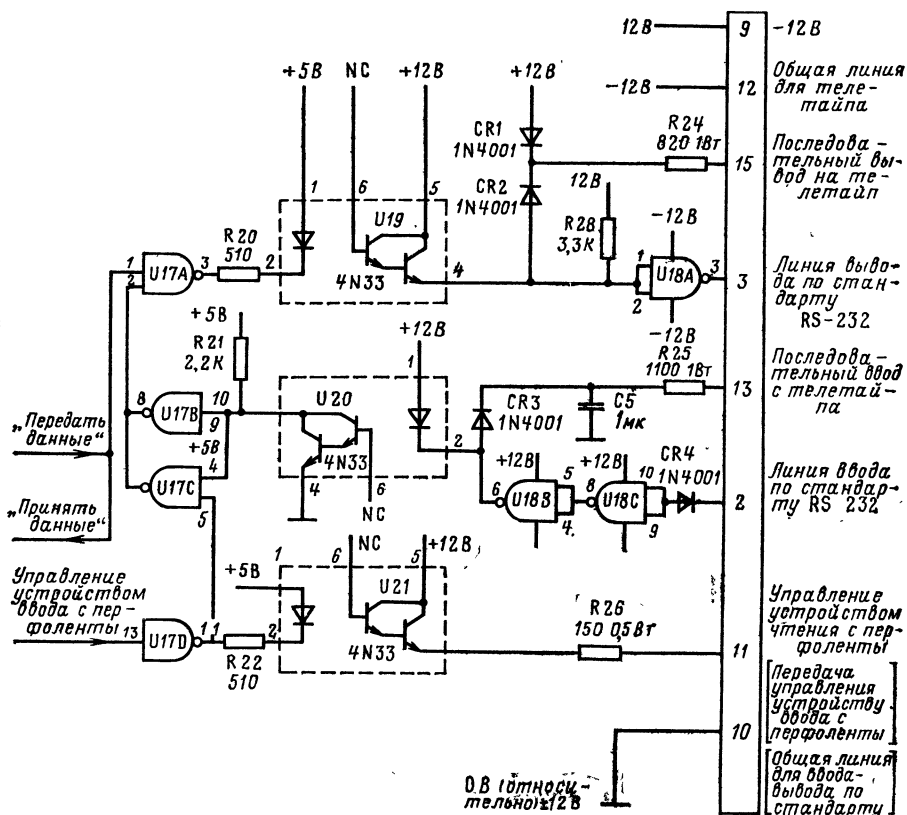 12В
9
-12В
+5В
NC
+12В
+12В
-12В
12
Общая линия
для теле-
тайпа
CR1
1N4001
R24
820 1Вт
15
Последова-
тельный вы-
вод на те-
летайп
1
6
5
CR2
1N4001
12В
U19
R28
3,3К
-12В
R20
510
1
2
U17A
3
2
4N33
4
1
2
U18A
3
3
Линия выво-
да по стан-
дарту
RS-232
-12В
+5В
R21
2,2К
+12В
1
R25
1100 1Вт
13
Последова-
тельный ввод
с телетай-
па
U20
8
U17B
10
9
CR3
1N4001
C5
1мк
„Передать
данные“
+5В
4
4N33
2
CR4
1N4001
+12В
+12В
U17C
5
4
6
NC
6
U18B
5
4
8
U18C
10
9
2
Линия ввода
по стандар-
ту RS 232
„Принять
данные“
6
NC
+12В
1
5
Управление
устройством
ввода с пер-
фоленты
13
U17D
11
+5В
U21
R22
510
2
4N33
R26
150 0,5Вт
11
Управление
устройством
чтения с пер-
фоленты
[Передача
управления
устройству
ввода с
перфоленты]
10
0В (относи-
тельно)±12В
[Общая линия
для ввода-
вывода по
стандарту]